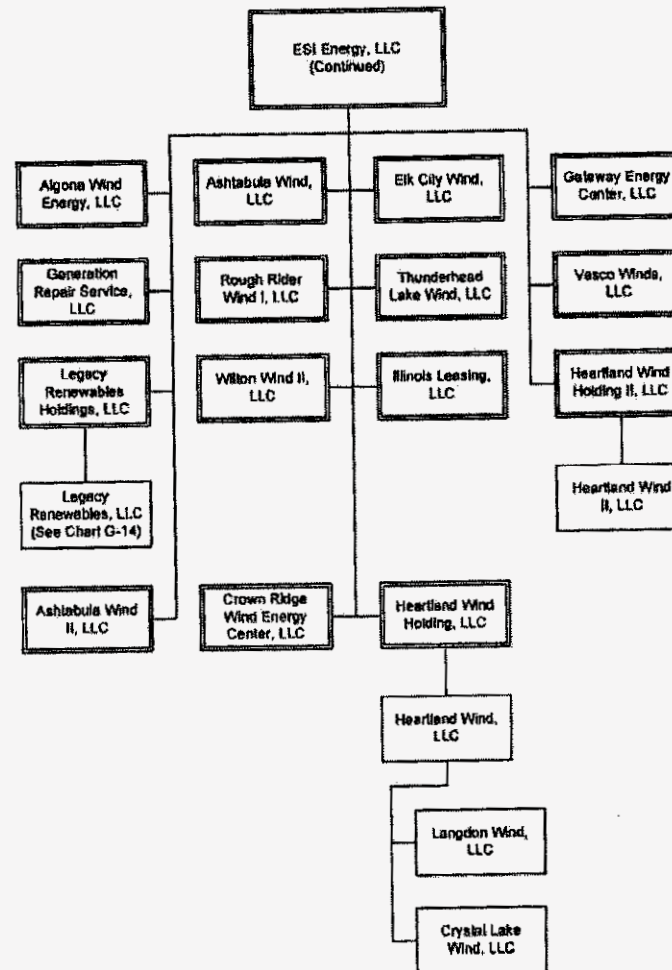 ESI Energy, LLC
(Continued)
Algona Wind
Energy, LLC
Ashtabula Wind,
LLC
Elk City Wind,
LLC
Gateway Energy
Center, LLC
Generation
Repair Service,
LLC
Rough Rider
Wind I, LLC
Thunderhead
Lake Wind, LLC
Vasco Winds,
LLC
Legacy
Renewables
Holdings, LLC
Wilton Wind II,
LLC
Illinois Leasing,
LLC
Heartland Wind
Holding II, LLC
Legacy
Renewables, LLC
(See Chart G-14)
Heartland Wind
II, LLC
Ashtabula Wind
II, LLC
Crown Ridge
Wind Energy
Center, LLC
Heartland Wind
Holding, LLC
Heartland Wind,
LLC
Langdon Wind,
LLC
Crystal Lake
Wind, LLC